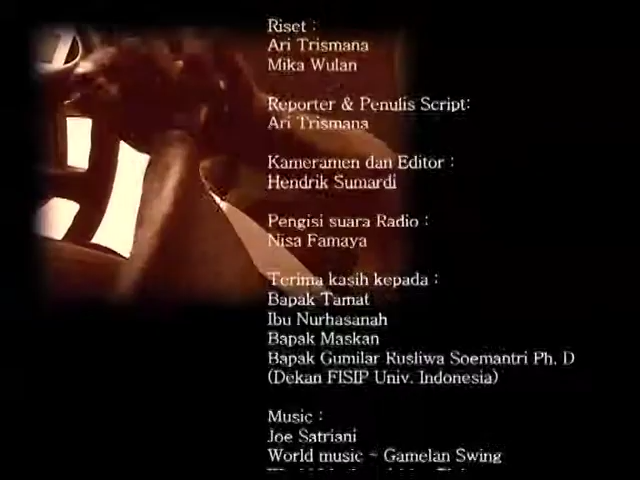 Riset :
Ari Trismana
Mika Wulan
Reporter & Penulis Script:
Ari Trismana
Kameramen dan Editor :
Hendrik Sumardi
Pengisi suara Radio :
Nisa Famaya
Terima kasih kepada :
Bapak Tamat
Ibu Nurhasanah
Bapak Maskan
Bapak Gumilar Rusliwa Soemantri Ph. D
(Dekan FISIP Univ. Indonesia)
Music :
Joe Satriani
World music ~ Gamelan Swing